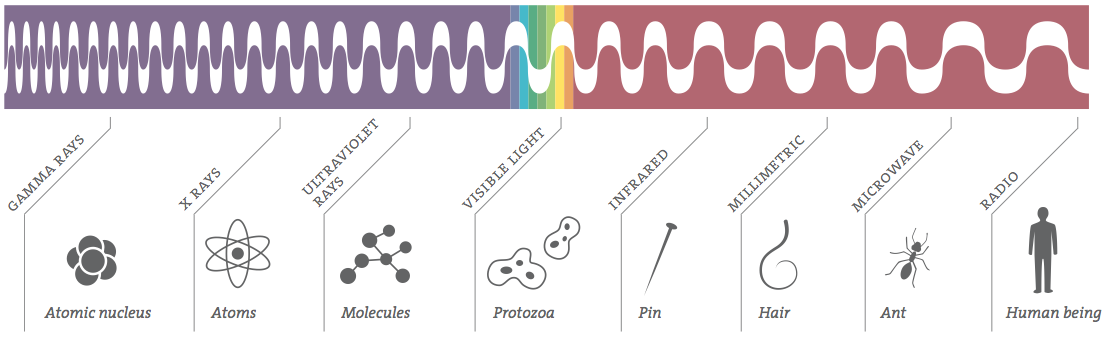 GAMMA RAYS
X RAYS
ULTRAVIOLET
RAYS
VISIBLE LIGHT
INFRARED
MILLIMETRIC
MICROWAVE
RADIO
Atomic nucleus
Atoms
Molecules
Protozoa
Pin
Hair
Ant
Human being